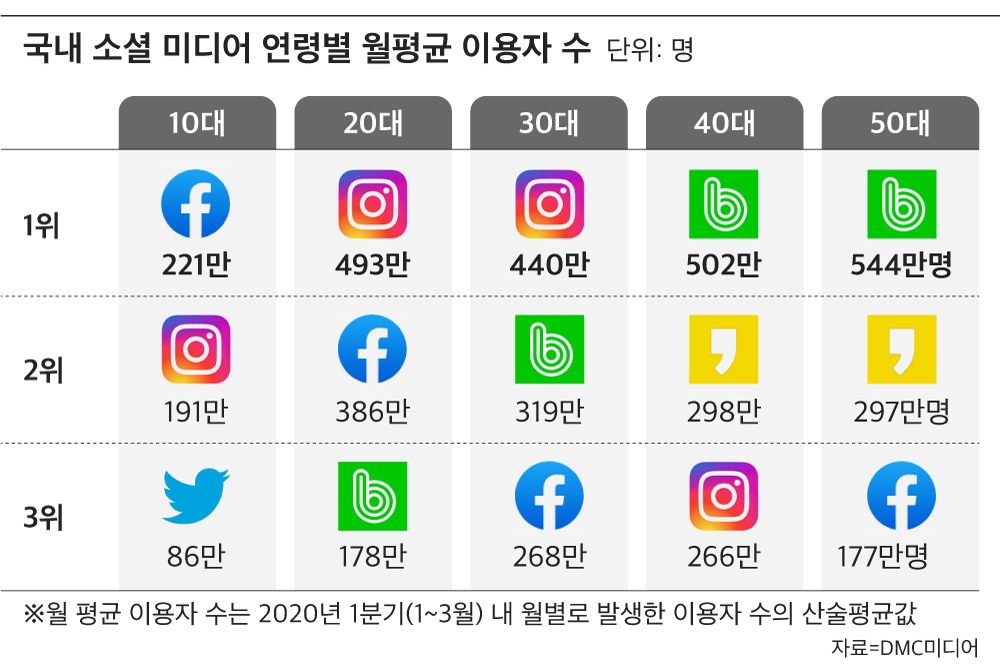 국내 소셜 미디어 연령별 월평균 이용자 수 단위: 명
10대 20대 30대 40대 50대
1위
221만 493만 440만 502만 544만명
2위
191만 386만 319만 298만 297만명
3위
86만 178만 268만 266만 177만명
※월 평균 이용자 수는 2020년 1분기(1~3월) 내 월별로 발생한 이용자 수의 산술평균값
자료=DMC미디어